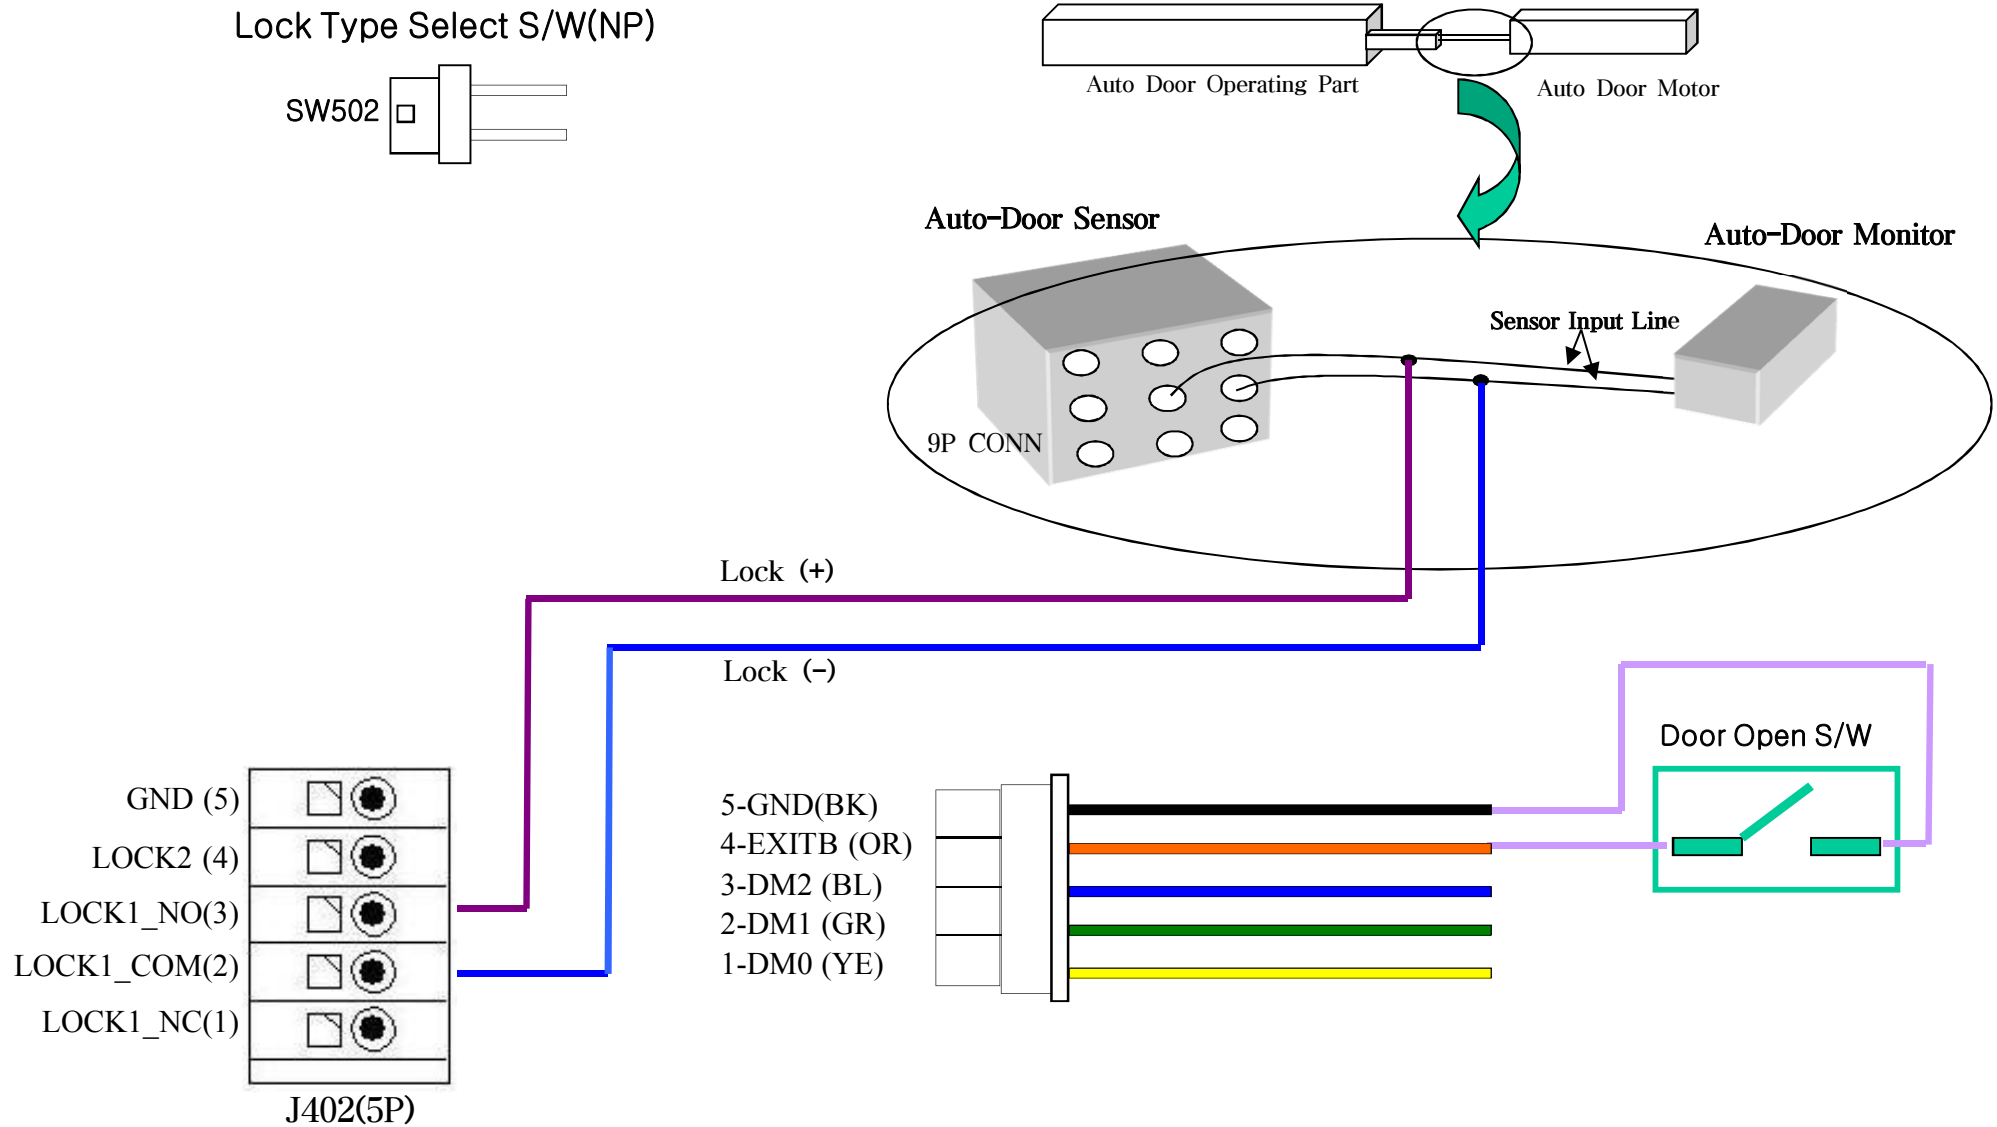 Lock Type Select S/W(NP)
SW502
Auto Door Operating Part
Auto Door Motor
Auto-Door Sensor
Auto-Door Monitor
Sensor Input Line
9P CONN
Lock (+)
Lock (-)
Door Open S/W
GND (5)
LOCK2 (4)
LOCK1_NO(3)
LOCK1_COM(2)
LOCK1_NC(1)
J402(5P)
5-GND(BK)
4-EXITB (OR)
3-DM2 (BL)
2-DM1 (GR)
1-DM0 (YE)